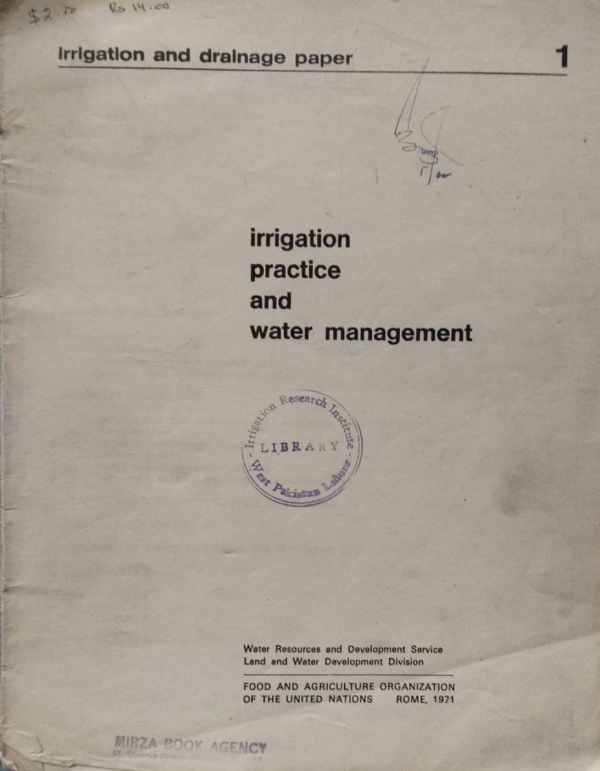 $2.50 Rs 14.00
irrigation and drainage paper 1
irrigation
practice
and
water management
- Irrigation Research Institute -
LIBRARY
West Pakistan Lahore
Water Resources and Development Service
Land and Water Development Division
FOOD AND AGRICULTURE ORGANIZATION
OF THE UNITED NATIONS ROME, 1971
MIRZA BOOK AGENCY